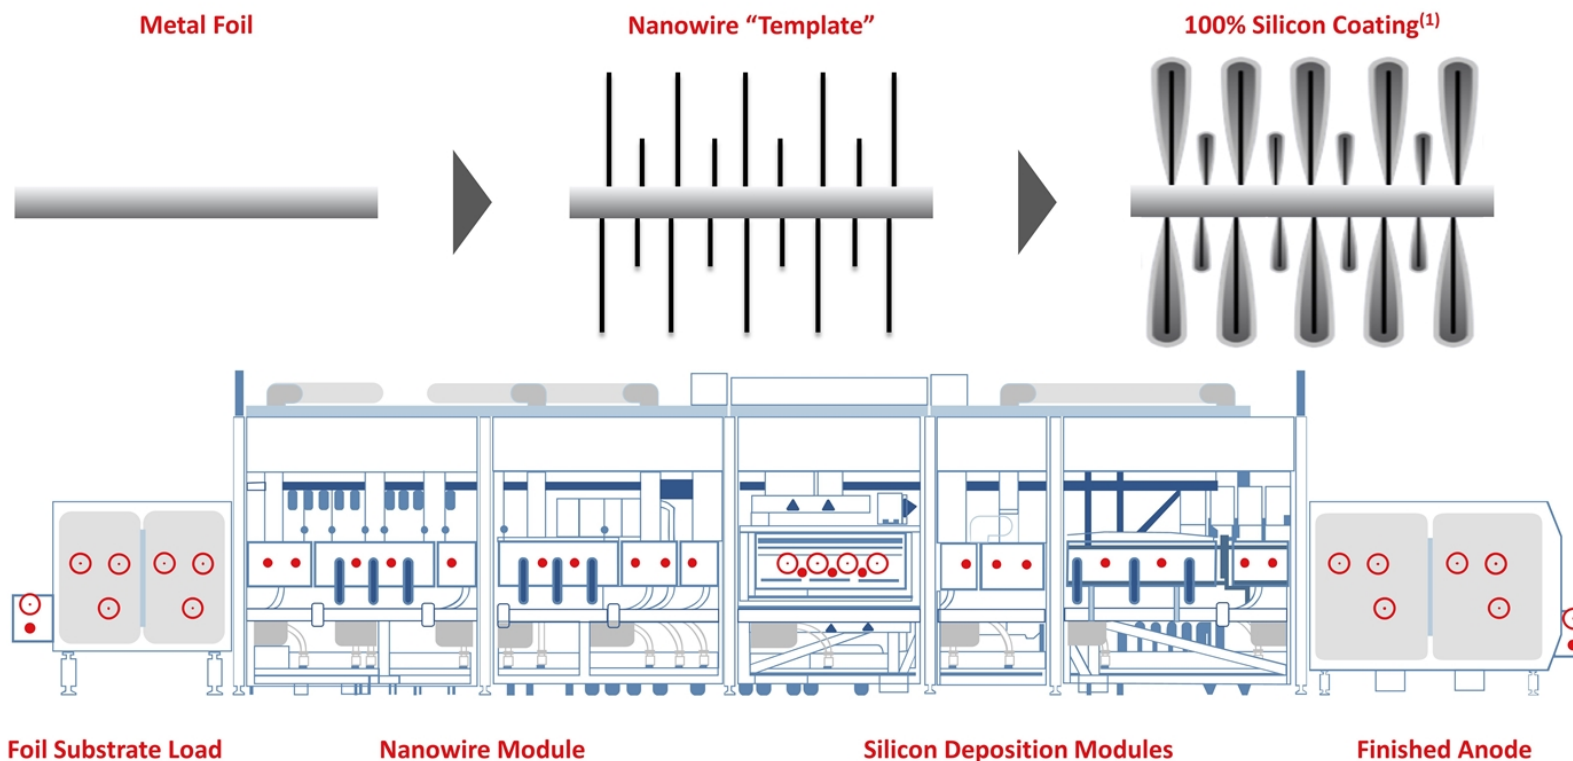 Metal Foil
Nanowire “Template”
100% Silicon Coating(1)
Foil Substrate Load
Nanowire Module
Silicon Deposition Modules
Finished Anode